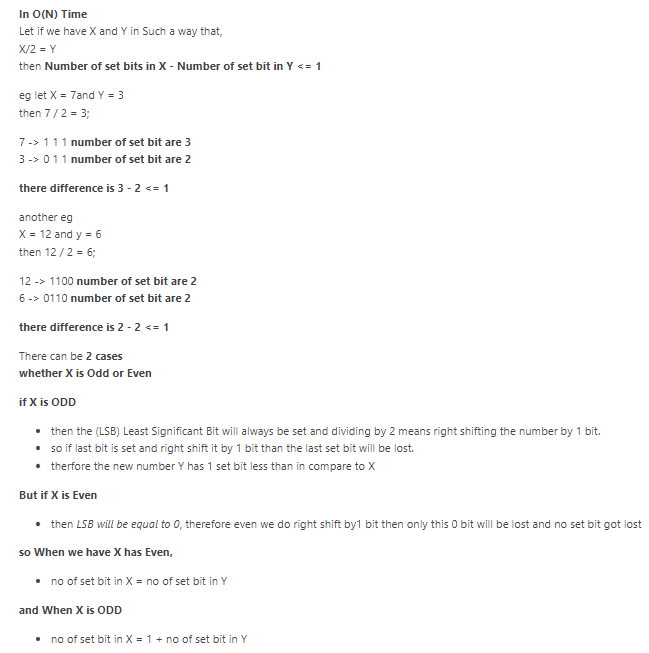 In O(N) Time
Let if we have X and Y in Such a way that,
X/2 = Y
then Number of set bits in X - Number of set bit in Y <= 1
eg let X = 7and Y = 3
then 7 / 2 = 3;
7 -> 1 1 1 number of set bit are 3
3 -> 0 1 1 number of set bit are 2
there difference is 3 - 2 <= 1
another eg
X = 12 and y = 6
then 12 / 2 = 6;
12 -> 1100 number of set bit are 2
6 -> 0110 number of set bit are 2
there difference is 2 - 2 <= 1
There can be 2 cases
whether X is Odd or Even
if X is ODD
• then the (LSB) Least Significant Bit will always be set and dividing by 2 means right shifting the number by 1 bit.
• so if last bit is set and right shift it by 1 bit than the last set bit will be lost.
• therfore the new number Y has 1 set bit less than in compare to X
But if X is Even
• then LSB will be equal to 0, therefore even we do right shift by1 bit then only this 0 bit will be lost and no set bit got lost
so When we have X has Even,
• no of set bit in X = no of set bit in Y
and When X is ODD
• no of set bit in X = 1 + no of set bit in Y